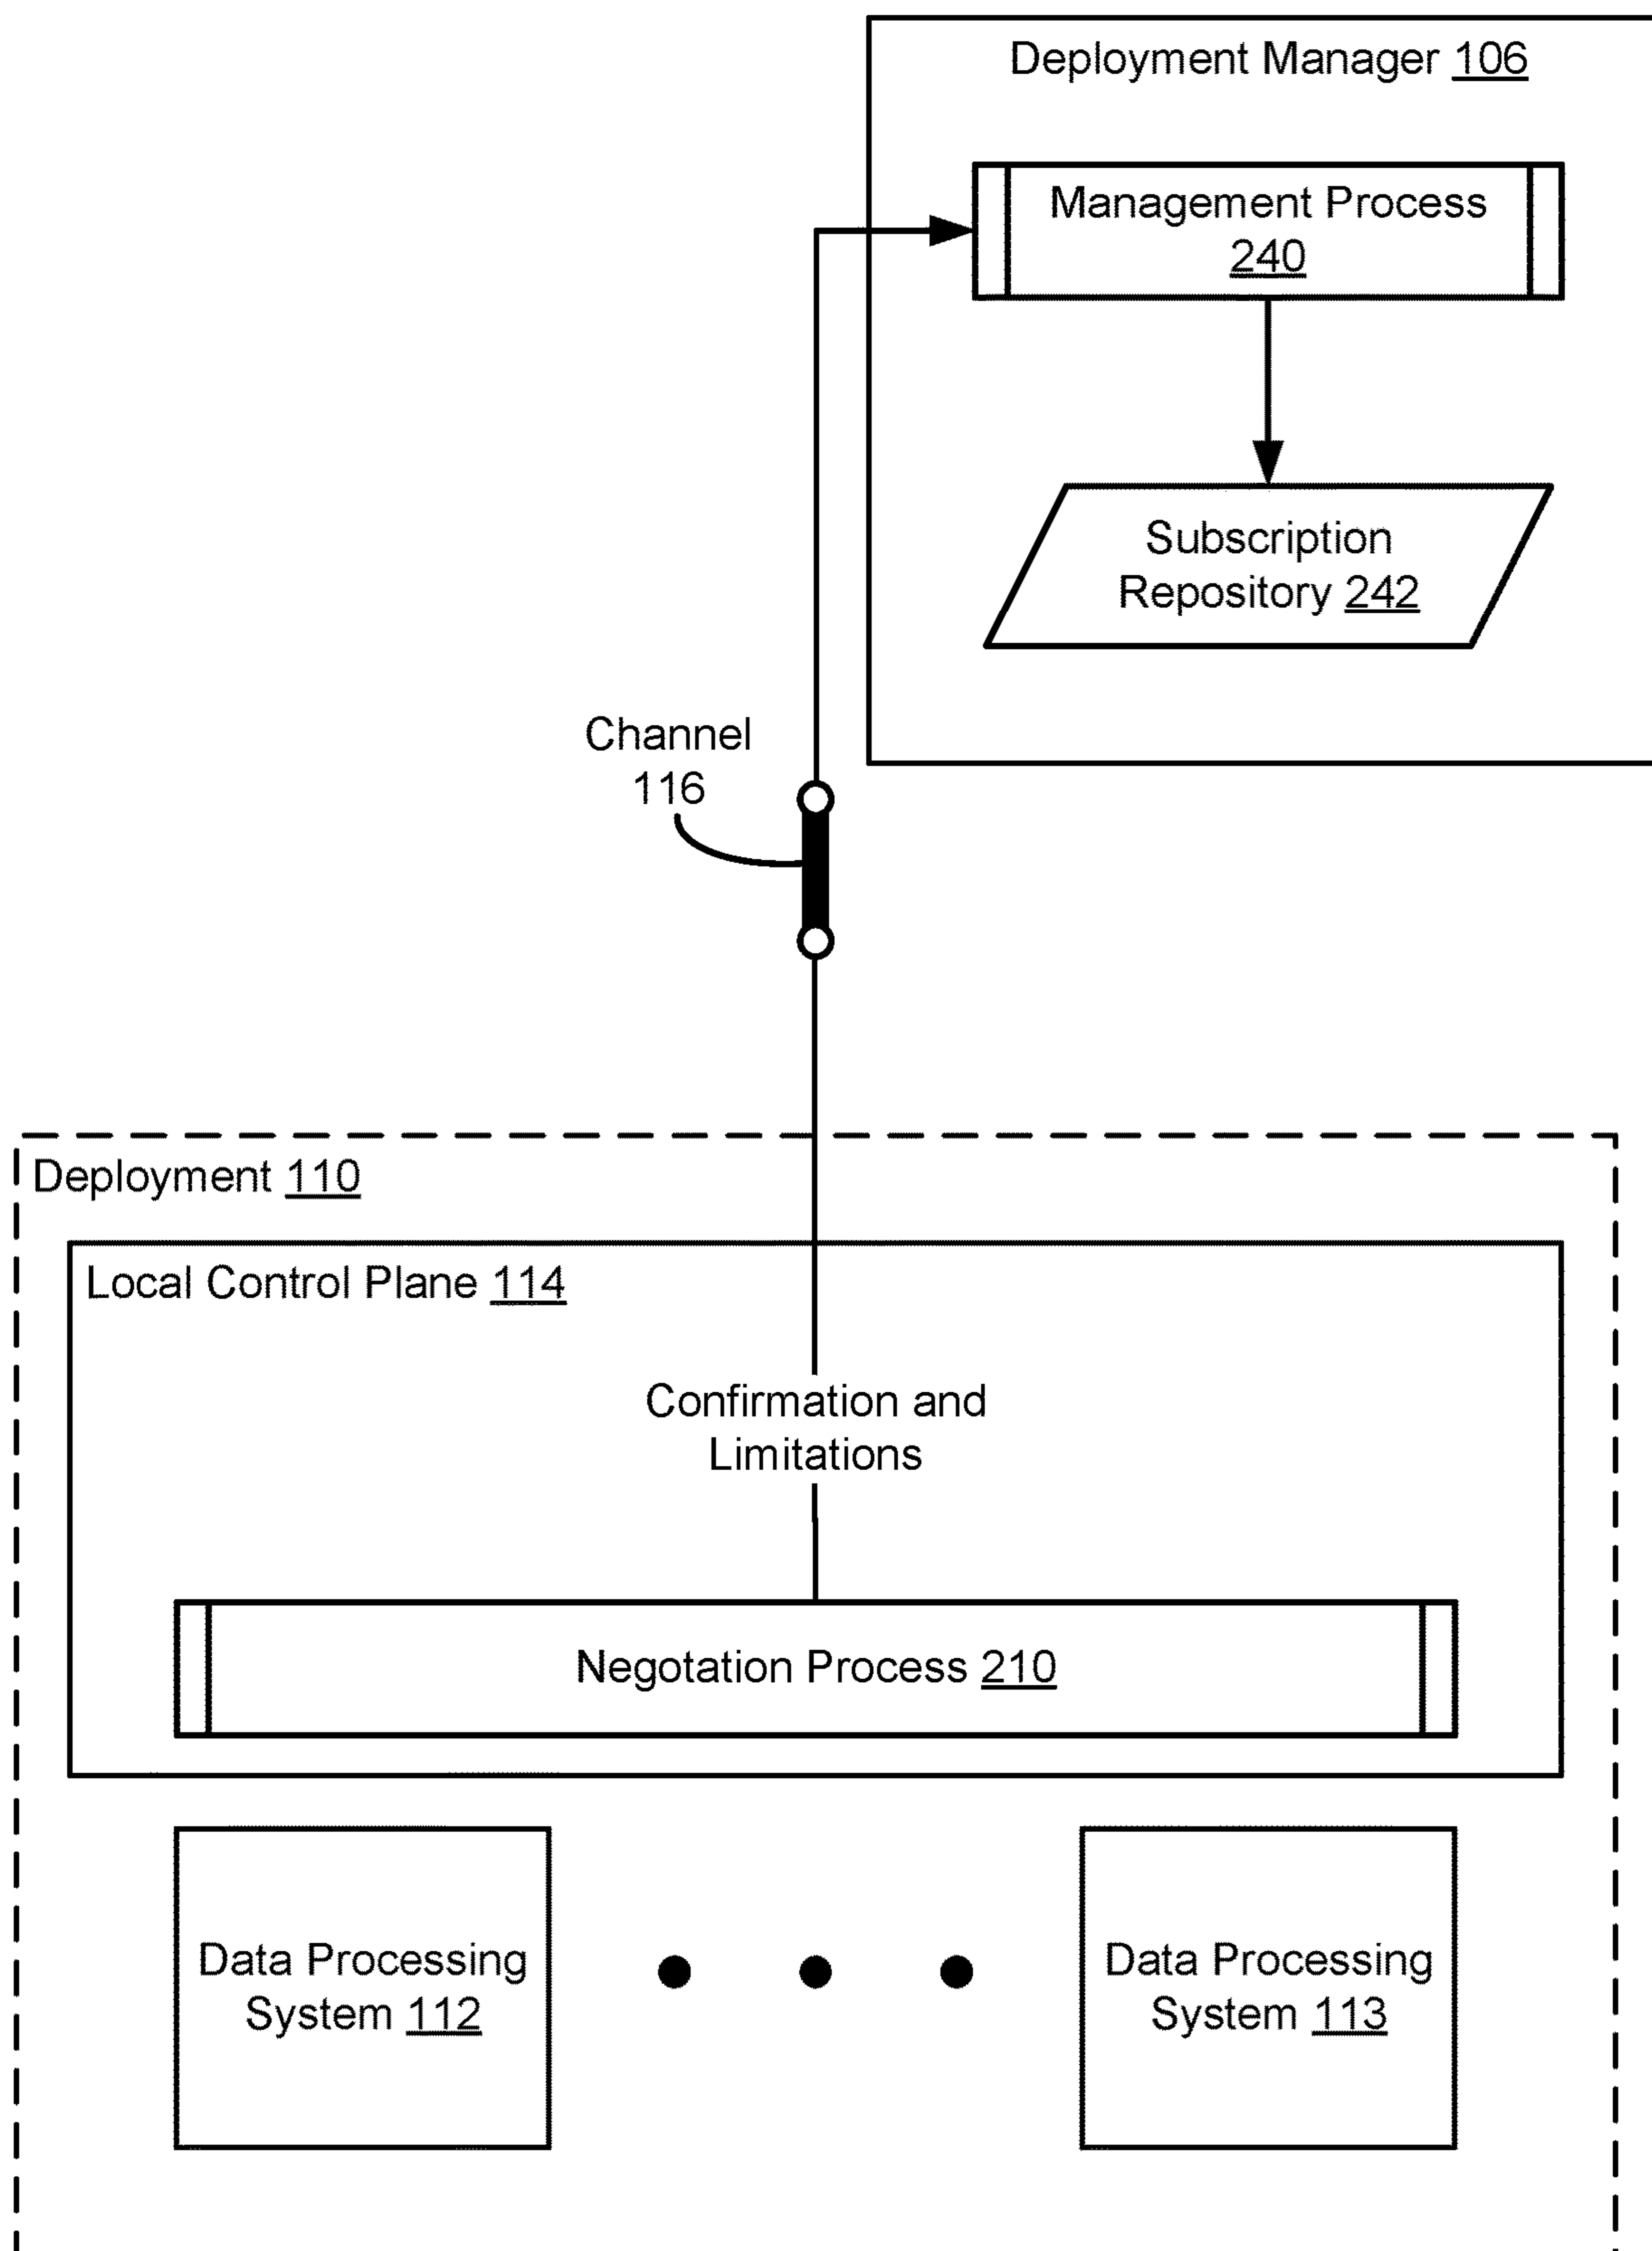 Deployment Manager 106
Management Process
240
Subscription
Repository 242
Channel
116
Deployment 110
Local Control Plane 114
Confirmation and
Limitations
Negotation Process 210
Data Processing
System 112
Data Processing
System 113